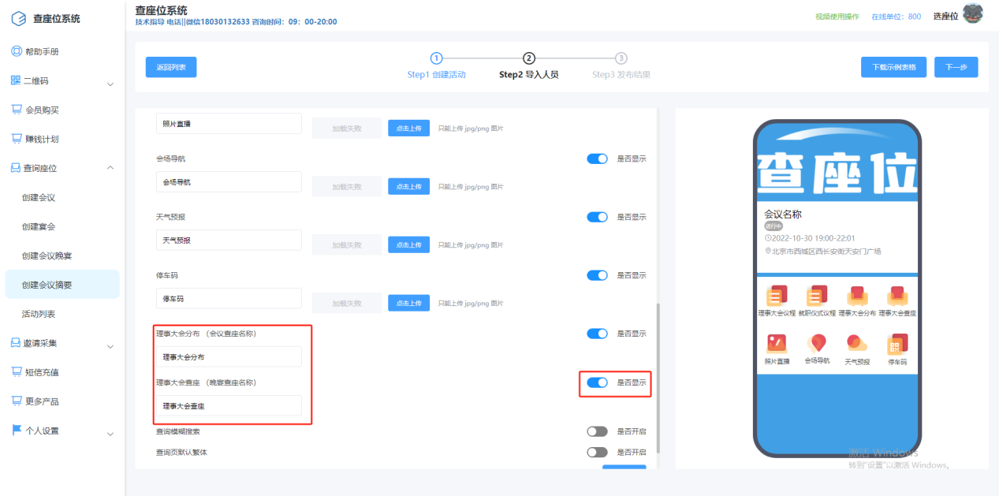 查座位系统
查座位系统
技术指导 电话||微信18030132633 咨询时间：09：00-20:00
视频使用操作
在线单位：800
选座位
帮助手册
二维码
会员购买
赚钱计划
查询座位
创建会议
创建宴会
创建会议晚宴
创建会议摘要
活动列表
邀请采集
短信充值
更多产品
个人设置
返回列表
1
2
3
Step1 创建活动
Step2 导入人员
Step3 发布结果
下载示例表格
下一步
照片直播
加载失败
点击上传
只能上传 jpg/png 图片
会场导航
是否显示
会场导航
加载失败
点击上传
只能上传 jpg/png 图片
天气预报
是否显示
天气预报
加载失败
点击上传
只能上传 jpg/png 图片
停车码
是否显示
停车码
加载失败
点击上传
只能上传 jpg/png 图片
理事大会分布 （会议查座名称）
是否显示
理事大会分布
理事大会查座 （晚宴查座名称）
是否显示
理事大会查座
查询模糊搜索
是否开启
查询页默认繁体
是否开启
查座位
会议名称
进行中
2022-10-30 19:00-22:01
北京市西城区西长安街天安门广场
理事大会议程 就职仪式议程 理事大会分布 理事大会查座
照片直播 会场导航 天气预报 停车码
激活 Windows
转到"设置"以激活 Windows。